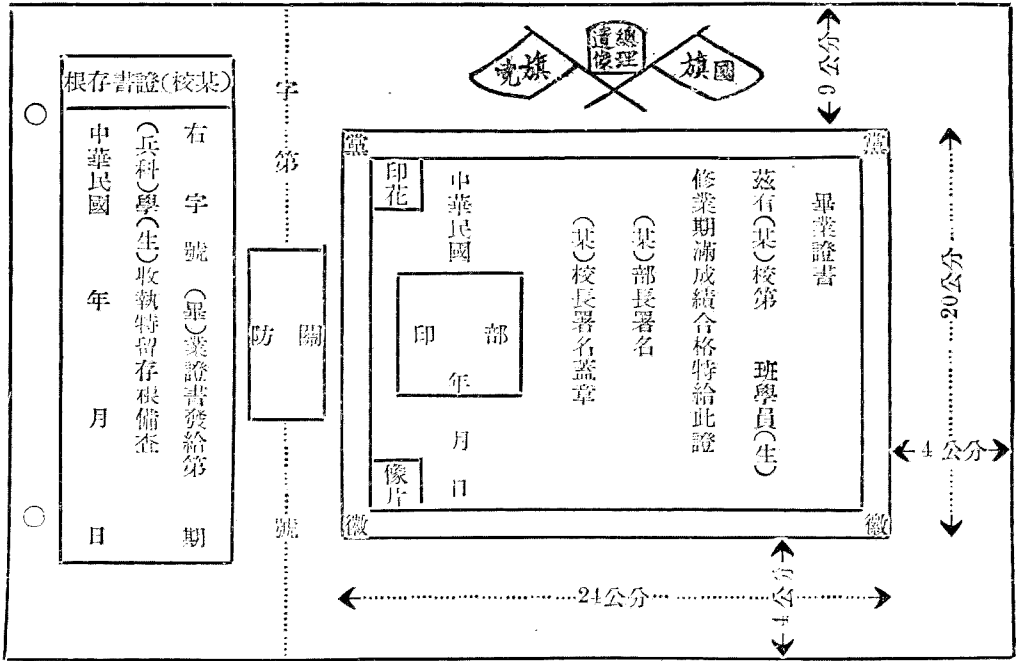 國旗
總理遺像
黨旗
9公分
黨
黨
徽
徽
畢業證書
茲有(某)校第　班學員(生)
修業期滿成績合格特給此證
(某)部長署名
(某)校長署名蓋章
中華民國　年　月　日
部印
印花
像片
20公分
4公分
24公分
4公分
字第　號
關防
(某校)證書存根
右　字　號(畢)業證書發給第　期
(兵科)學(生)收執特留存根備查
中華民國　年　月　日